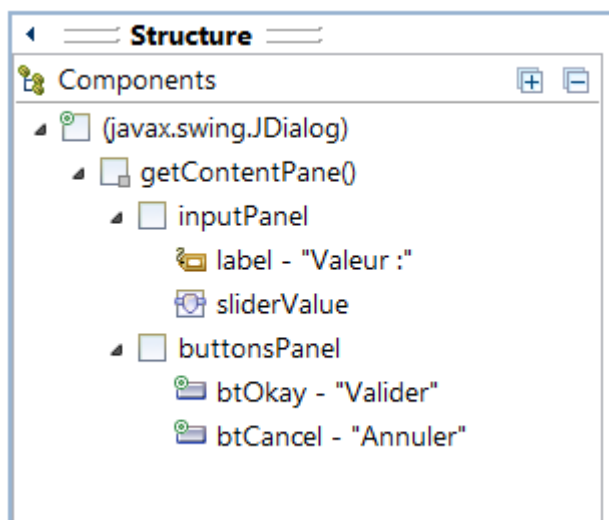 Structure
Components
(javax.swing.JDialog)
getContentPane()
inputPanel
label - "Valeur :"
sliderValue
buttonsPanel
btOkay - "Valider"
btCancel - "Annuler"